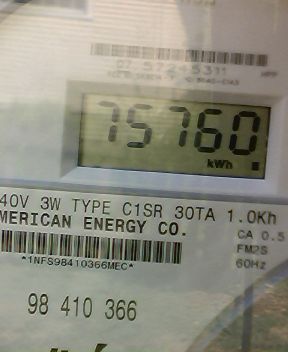 75760
kWh
40V 3W TYPE C1SR 30TA 1.0Kh
MERICAN ENERGY CO.
CA 0.5
FM2S
60Hz
*1NFS98410366MEC*
98 410 366